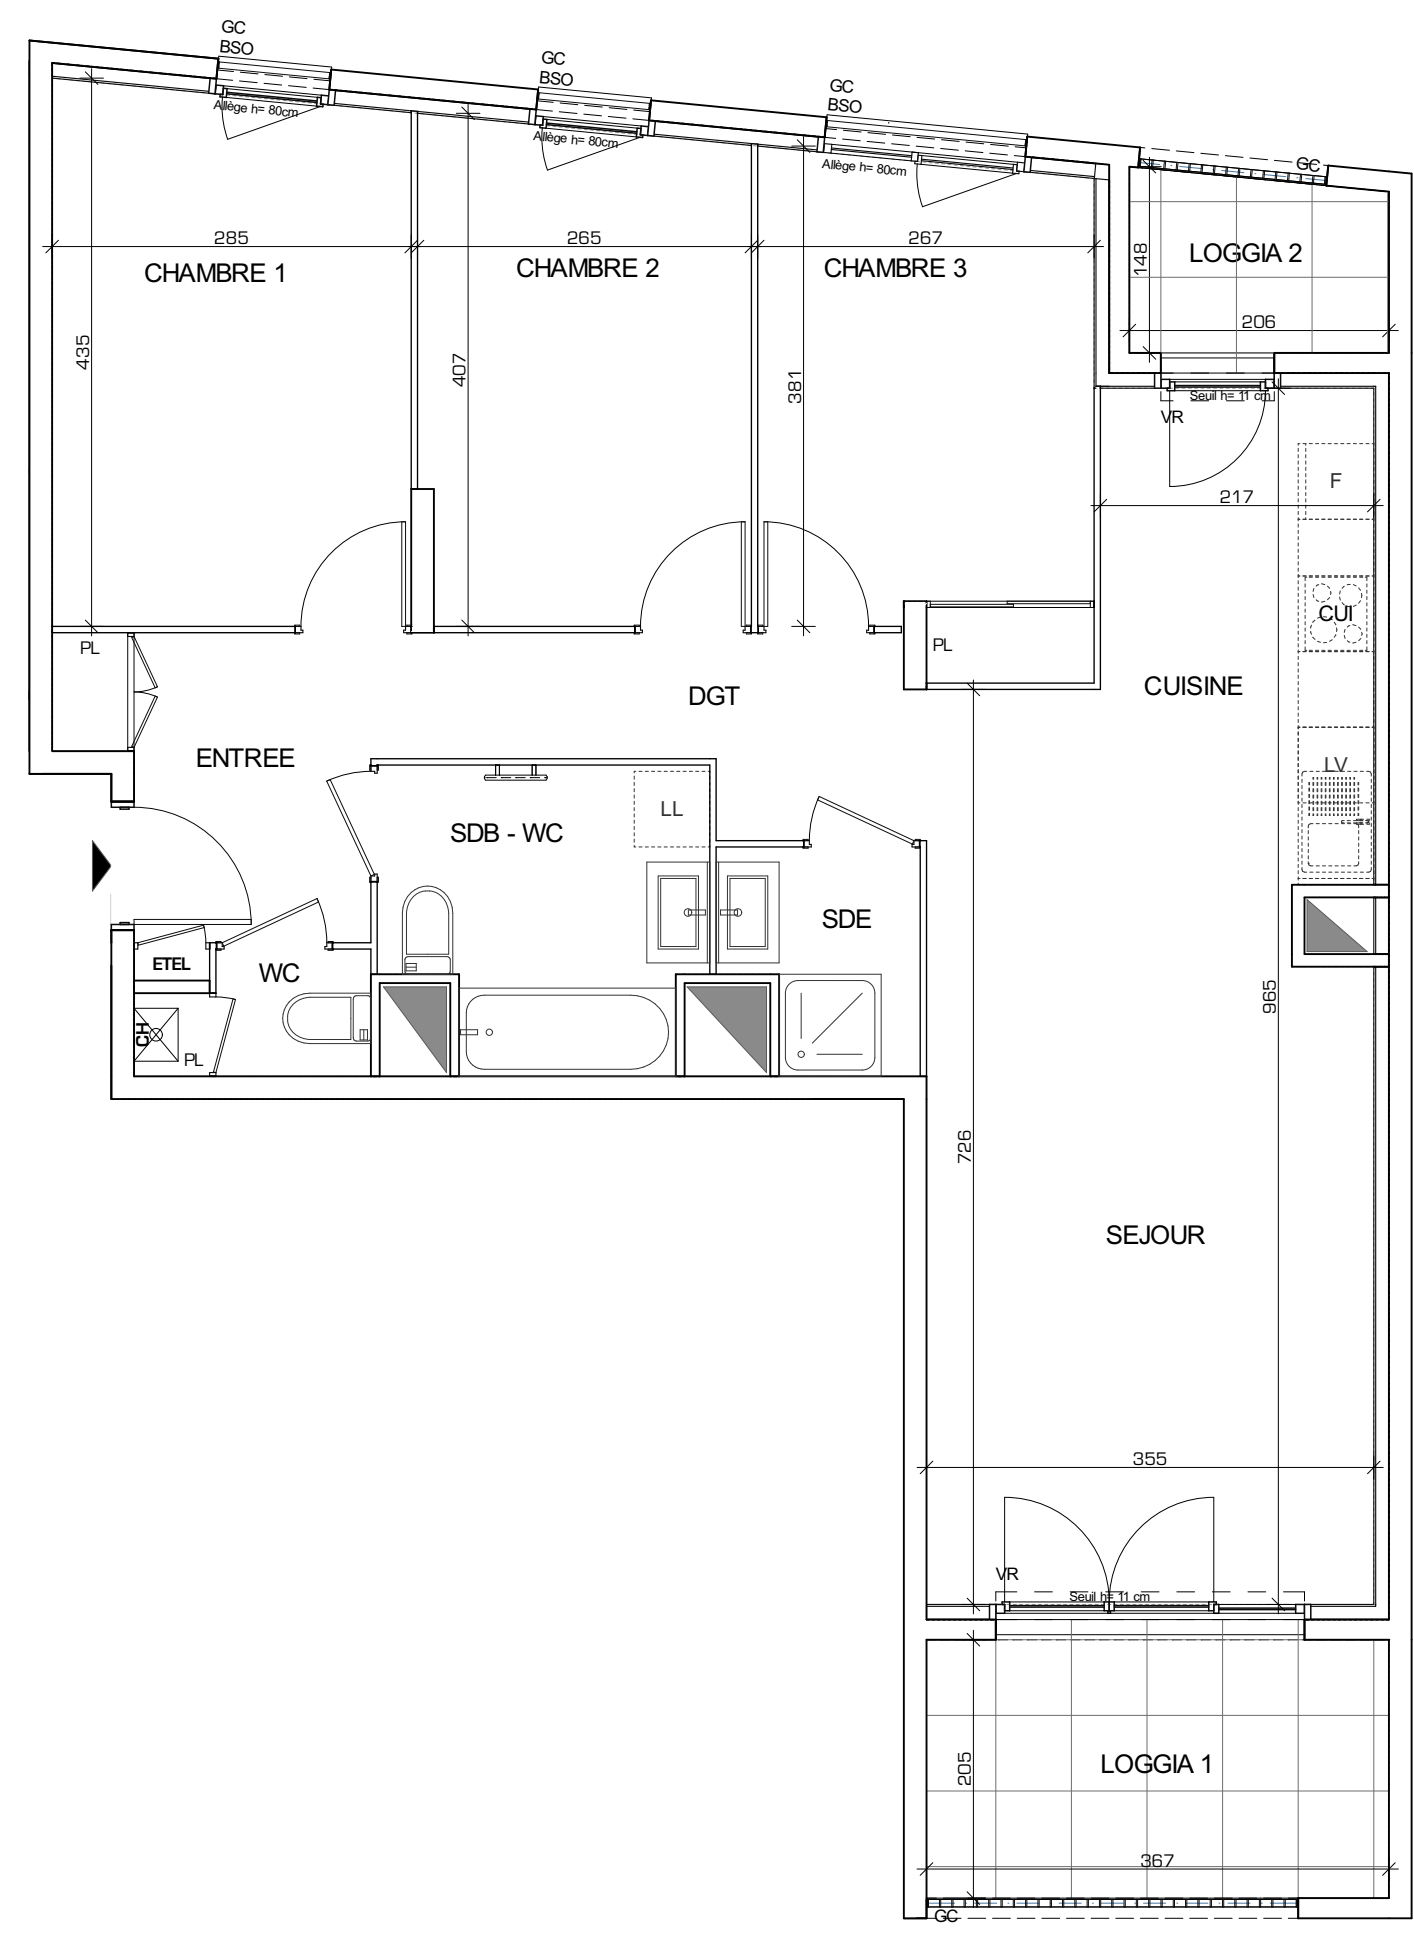 GC
BSO
GC
BSO
GC
BSO
Allège h= 80cm
Allège h= 80cm
Allège h= 80cm
GC
285
265
267
CHAMBRE 1
CHAMBRE 2
CHAMBRE 3
LOGGIA 2
148
206
435
407
381
Seuil h= 11 cm
VR
F
217
CUI
PL
PL
DGT
CUISINE
ENTREE
LV
SDB - WC
LL
SDE
ETEL
WC
965
CH
PL
726
SEJOUR
355
VR
Seuil h= 11 cm
LOGGIA 1
205
367
GC